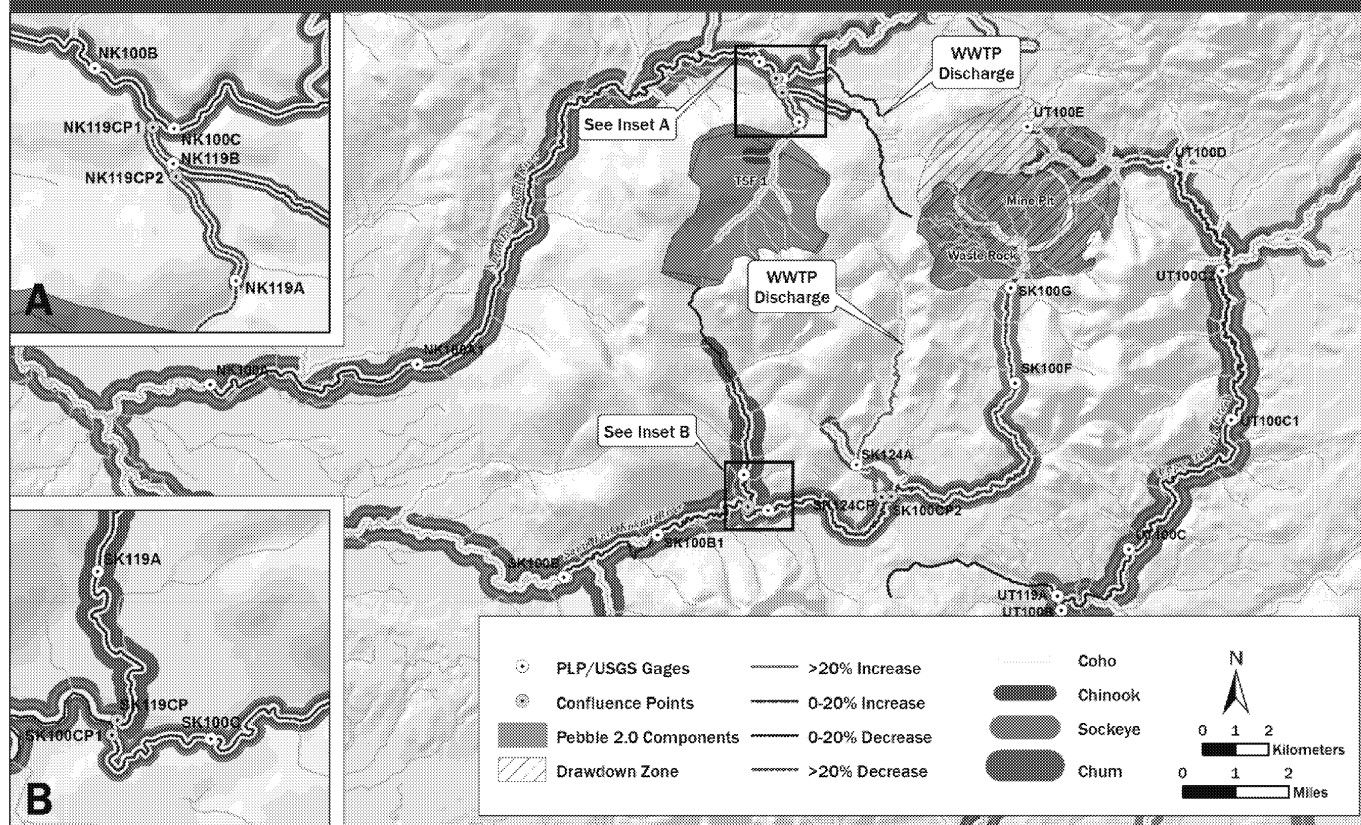 NK100B
NK119CP1
NK100C
NK119B
NK119CP2
NK119A
A
WWTP
Discharge
See Inset A
UT100E
UT100D
TSF 1
Mine Pit
Waste Rock
WWTP
Discharge
SK100G
UT100C2
NK100A1
SK100F
UT100C1
See Inset B
SK124A
SK124CP
SK100CP2
SK100B1
SK100B
UT100C
UT119A
UT100B
SK119A
SK119CP
SK100C
SK100CP1
B
PLP/USGS Gages
Confluence Points
Pebble 2.0 Components
Drawdown Zone
>20% Increase
0-20% Increase
0-20% Decrease
>20% Decrease
Coho
Chinook
Sockeye
Chum
N
0 1 2
Kilometers
0 1 2
Miles